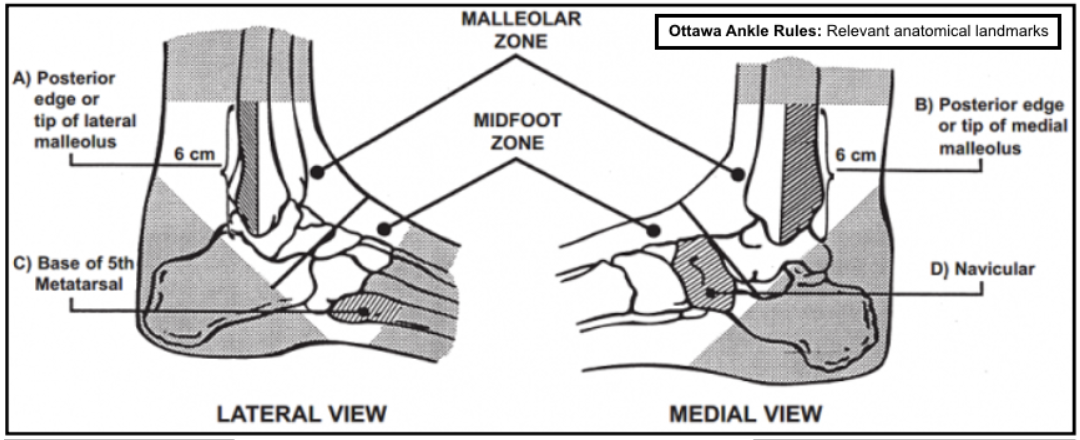 MALLEOLAR
ZONE
Ottawa Ankle Rules: Relevant anatomical landmarks
A) Posterior
edge or
tip of lateral
malleolus
6 cm
MIDFOOT
ZONE
B) Posterior edge
or tip of medial
malleolus
6 cm
C) Base of 5th
Metatarsal
D) Navicular
LATERAL VIEW
MEDIAL VIEW